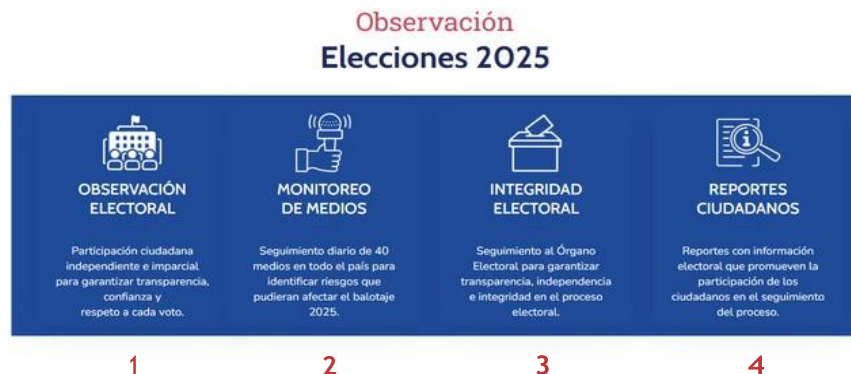 Observación
Elecciones 2025
OBSERVACIÓN
ELECTORAL
Participación ciudadana
independiente e imparcial
para garantizar transparencia,
confianza y
respeto a cada voto.
MONITOREO
DE MEDIOS
Seguimiento diario de 40
medios en todo el país para
identificar riesgos que
pudieran afectar el balotaje
2025.
INTEGRIDAD
ELECTORAL
Seguimiento al Órgano
Electoral para garantizar
transparencia, independencia
e integridad en el proceso
electoral.
REPORTES
CIUDADANOS
Reportes con información
electoral que promueven la
participación de los
ciudadanos en el seguimiento
del proceso.
1
2
3
4